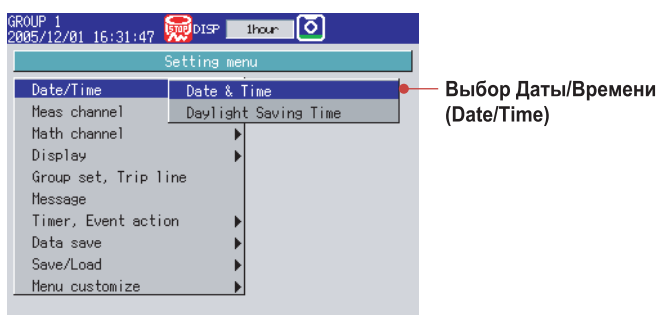 GROUP 1
2005/12/01 16:31:47 STOP DISP 1hour
Setting menu
Date/Time
Date & Time
Meas channel
Daylight Saving Time
Math channel
Display
Group set, Trip line
Message
Timer, Event action
Data save
Save/Load
Menu customize
Выбор Даты/Времени
(Date/Time)